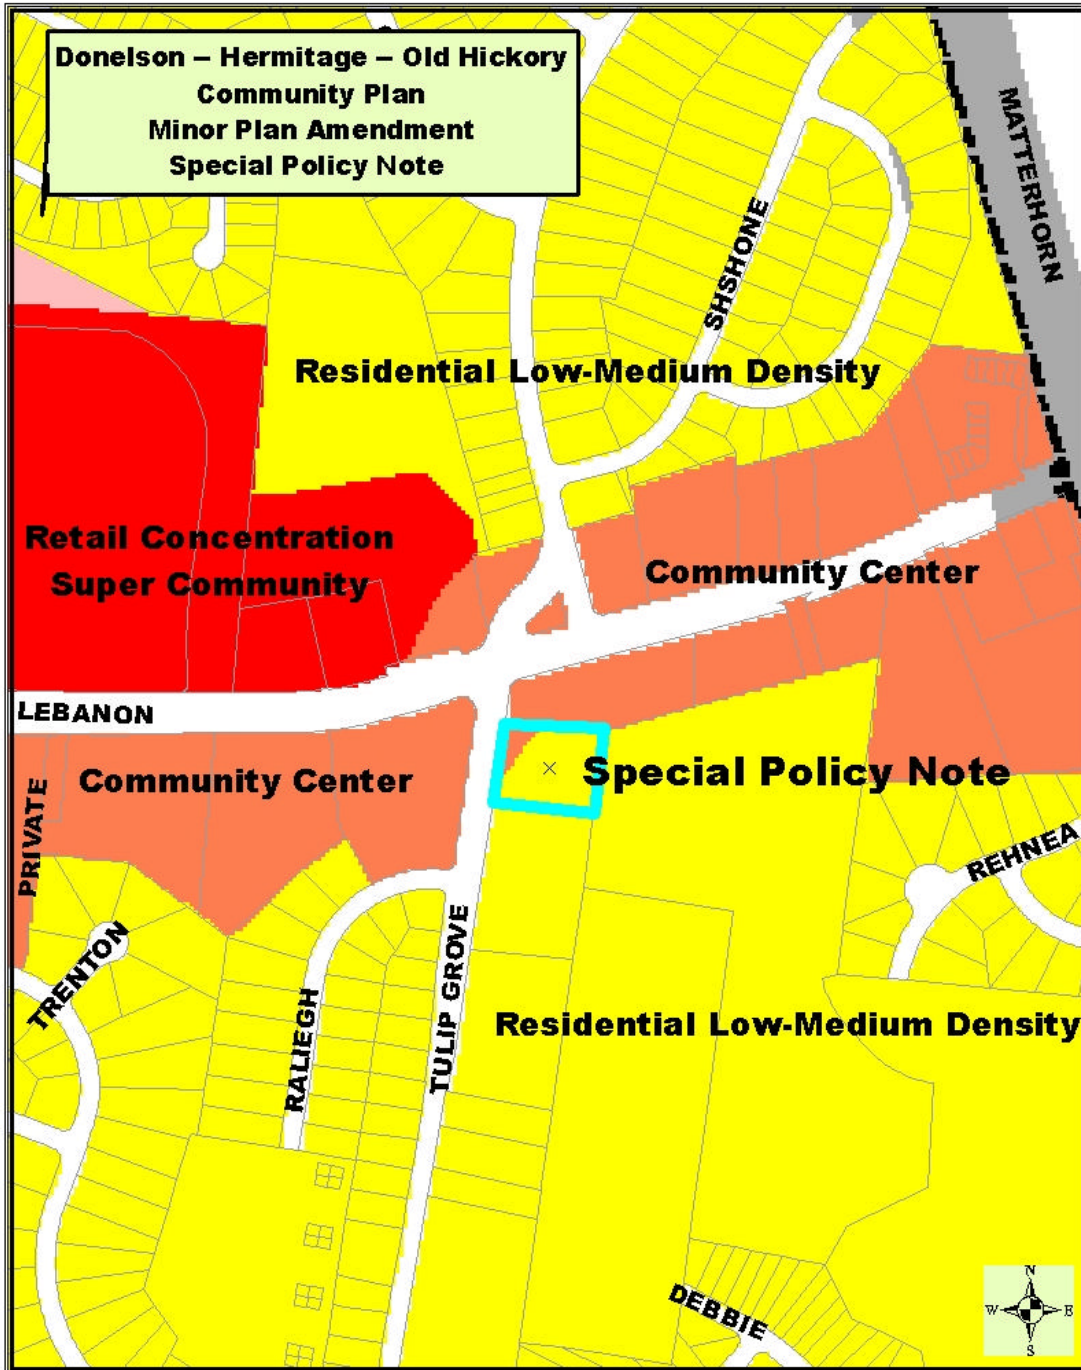 Donelson – Hermitage – Old Hickory
Community Plan
Minor Plan Amendment
Special Policy Note
MATTERHORN
SHSHONE
Residential Low-Medium Density
Retail Concentration
Super Community
Community Center
LEBANON
Community Center
Special Policy Note
PRIVATE
REHNEA
TRENTON
TULIP GROVE
RALIEGH
Residential Low-Medium Density
DEBBIE
N
W
E
S